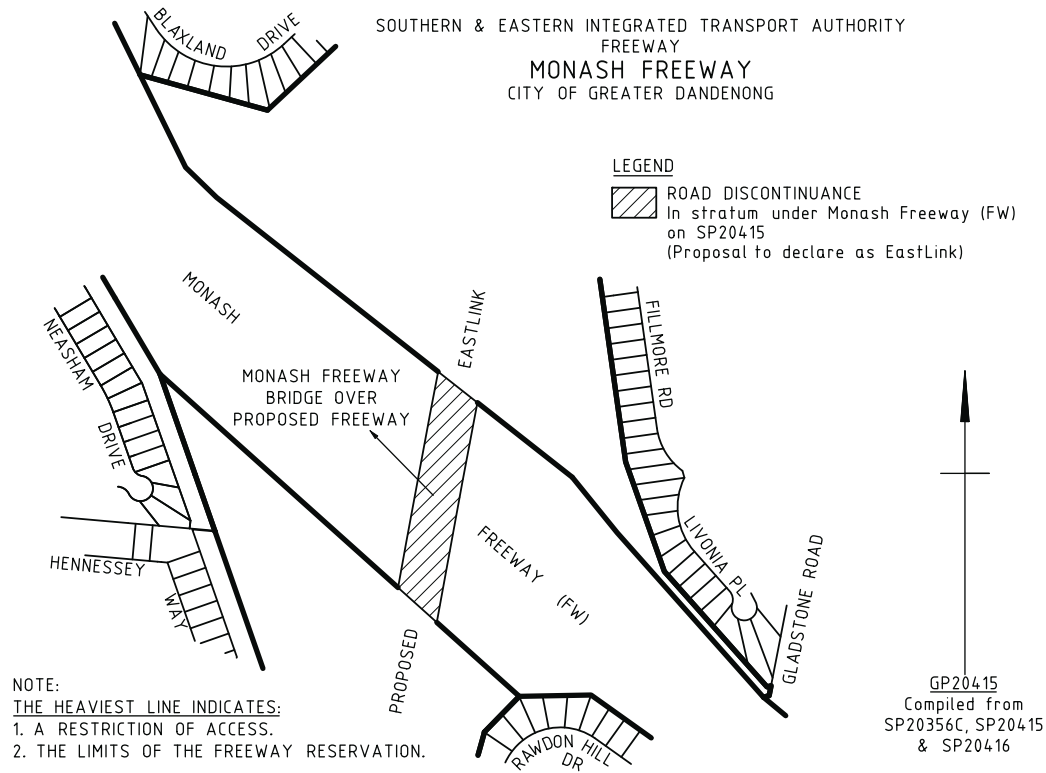 SOUTHERN & EASTERN INTEGRATED TRANSPORT AUTHORITY
FREEWAY
MONASH FREEWAY
CITY OF GREATER DANDENONG
BLAXLAND DRIVE
LEGEND
ROAD DISCONTINUANCE
In stratum under Monash Freeway (FW)
on SP20415
(Proposal to declare as EastLink)
MONASH
EASTLINK
FILLMORE RD
NEASHAM
DRIVE
MONASH FREEWAY
BRIDGE OVER
PROPOSED FREEWAY
FREEWAY (FW)
LIVONIA PL
GLADSTONE ROAD
HENNESSEY
WAY
PROPOSED
RAWDON HILL
DR
NOTE:
THE HEAVIEST LINE INDICATES:
1. A RESTRICTION OF ACCESS.
2. THE LIMITS OF THE FREEWAY RESERVATION.
GP20415
Compiled from
SP20356C, SP20415
& SP20416